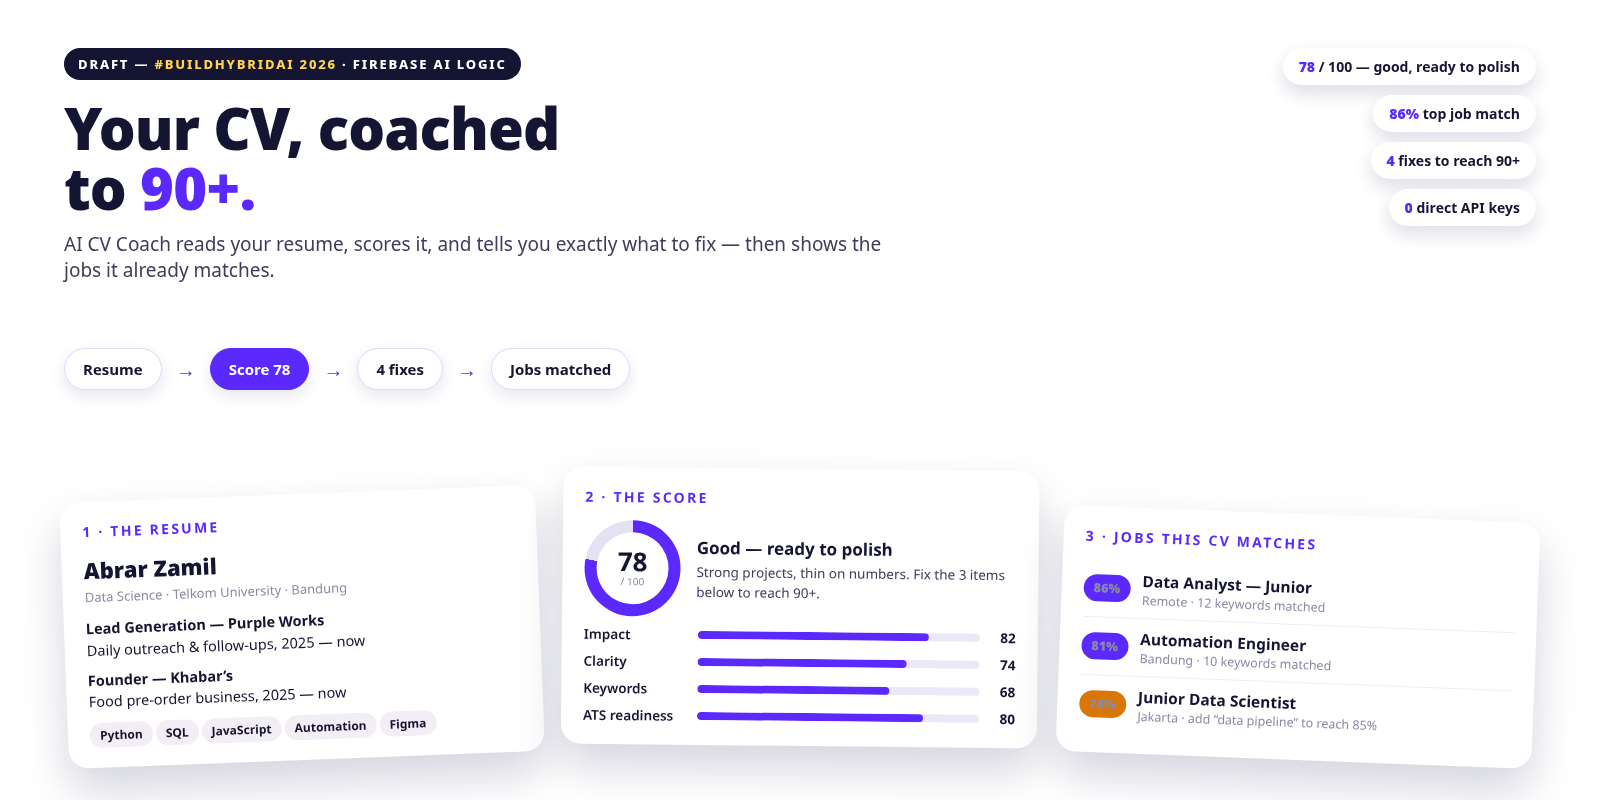 DRAFT — #BUILDHYBRIDAI 2026 · FIREBASE AI LOGIC
Your CV, coached
to 90+.
AI CV Coach reads your resume, scores it, and tells you exactly what to fix — then shows the
jobs it already matches.
78 / 100 — good, ready to polish
86% top job match
4 fixes to reach 90+
0 direct API keys
Resume → Score 78 → 4 fixes → Jobs matched
1 · THE RESUME
Abrar Zamil
Data Science · Telkom University · Bandung
Lead Generation — Purple Works
Daily outreach & follow-ups, 2025 — now
Founder — Khabar’s
Food pre-order business, 2025 — now
Python SQL JavaScript Automation Figma
2 · THE SCORE
78
/ 100
Good — ready to polish
Strong projects, thin on numbers. Fix the 3 items
below to reach 90+.
Impact 82
Clarity 74
Keywords 68
ATS readiness 80
3 · JOBS THIS CV MATCHES
86% Data Analyst — Junior
Remote · 12 keywords matched
81% Automation Engineer
Bandung · 10 keywords matched
74% Junior Data Scientist
Jakarta · add “data pipeline” to reach 85%